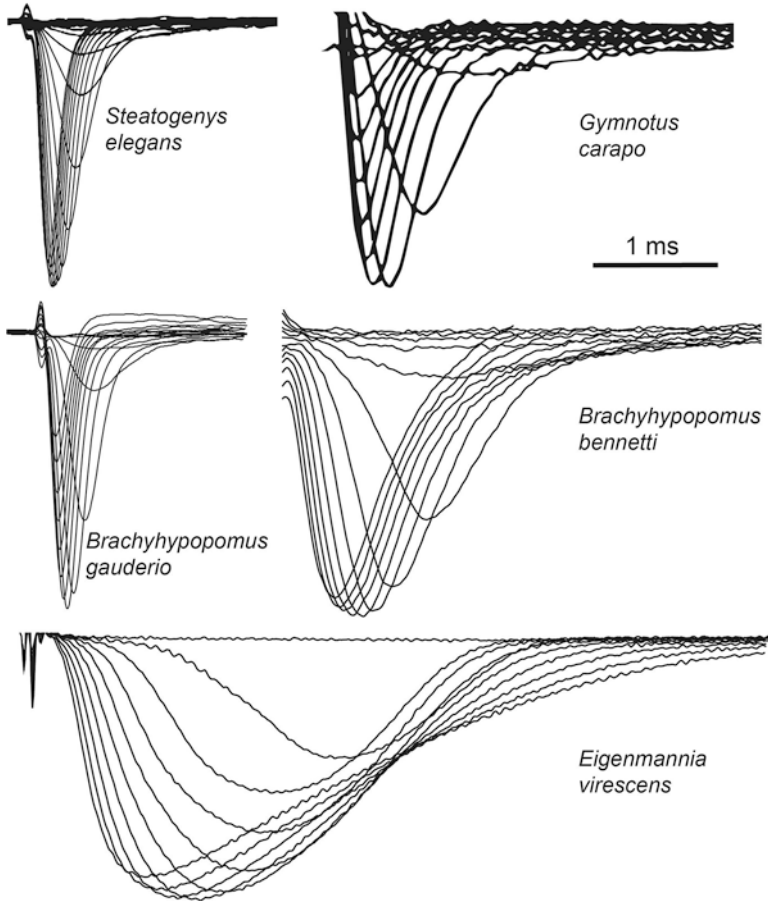 Steatogenys
elegans
Gymnotus
carapo
1 ms
Brachyhypopomus
gauderio
Brachyhypopomus
bennetti
Eigenmannia
virescens